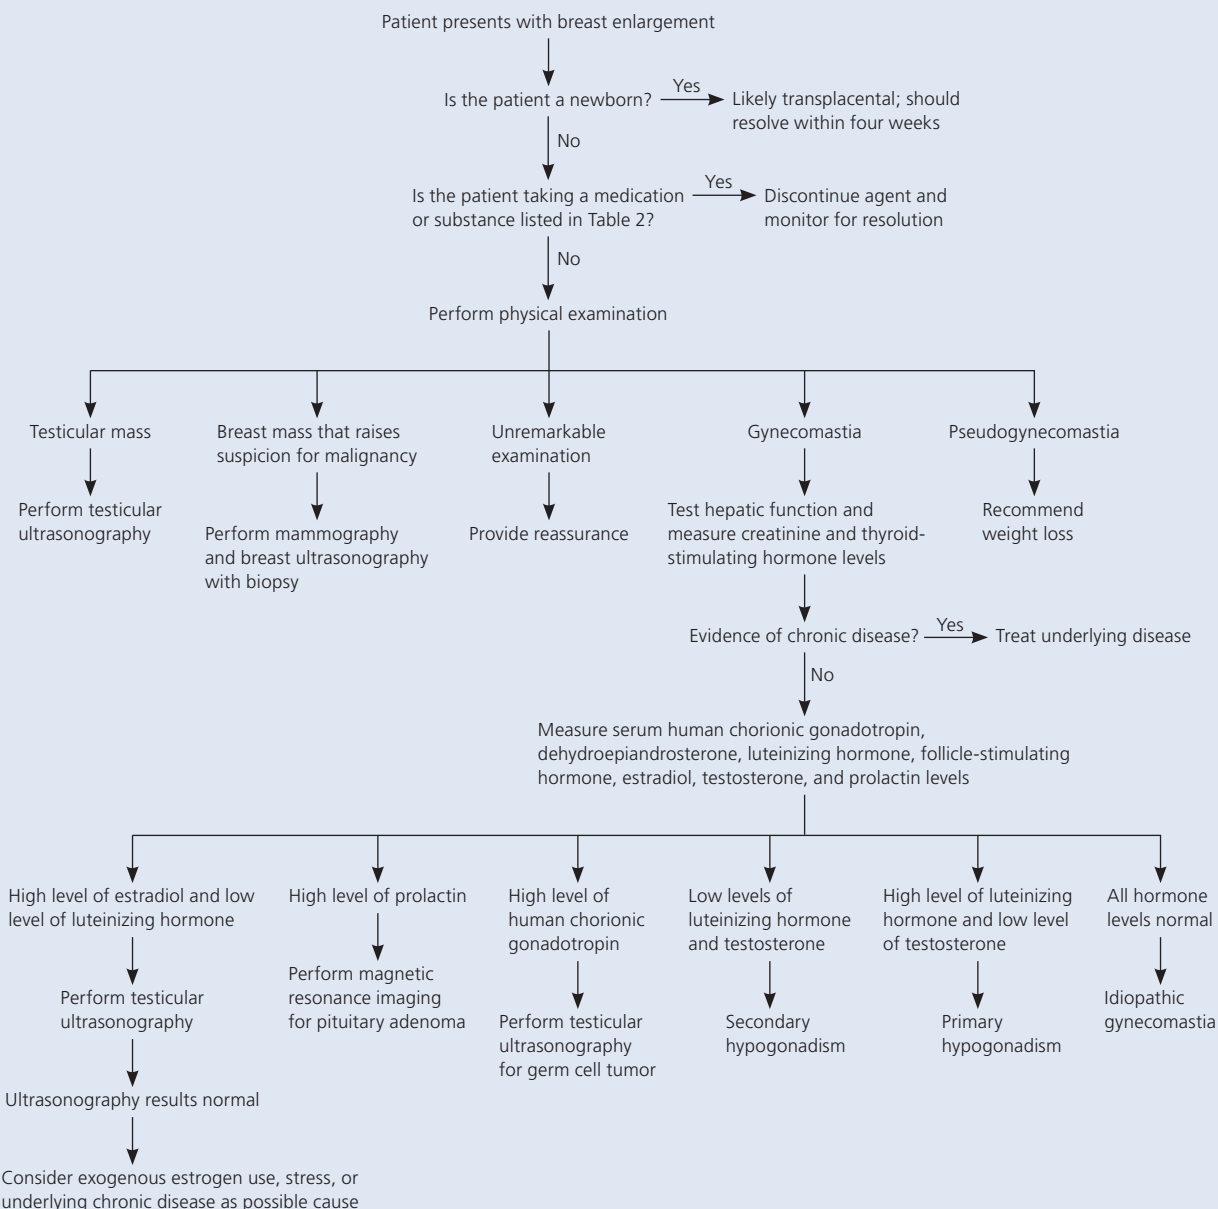 Patient presents with breast enlargement
Is the patient a newborn?
Yes
Likely transplacental; should
resolve within four weeks
No
Is the patient taking a medication
or substance listed in Table 2?
Yes
Discontinue agent and
monitor for resolution
No
Perform physical examination
Testicular mass
Perform testicular
ultrasonography
Breast mass that raises
suspicion for malignancy
Perform mammography
and breast ultrasonography
with biopsy
Unremarkable
examination
Provide reassurance
Gynecomastia
Test hepatic function and
measure creatinine and thyroid-
stimulating hormone levels
Pseudogynecomastia
Recommend
weight loss
Evidence of chronic disease?
Yes
Treat underlying disease
No
Measure serum human chorionic gonadotropin,
dehydroepiandrosterone, luteinizing hormone, follicle-stimulating
hormone, estradiol, testosterone, and prolactin levels
High level of estradiol and low
level of luteinizing hormone
Perform testicular
ultrasonography
Ultrasonography results normal
Consider exogenous estrogen use, stress, or
underlying chronic disease as possible cause
High level of prolactin
Perform magnetic
resonance imaging
for pituitary adenoma
High level of
human chorionic
gonadotropin
Perform testicular
ultrasonography
for germ cell tumor
Low levels of
luteinizing hormone
and testosterone
Secondary
hypogonadism
High level of luteinizing
hormone and low level
of testosterone
Primary
hypogonadism
All hormone
levels normal
Idiopathic
gynecomastia